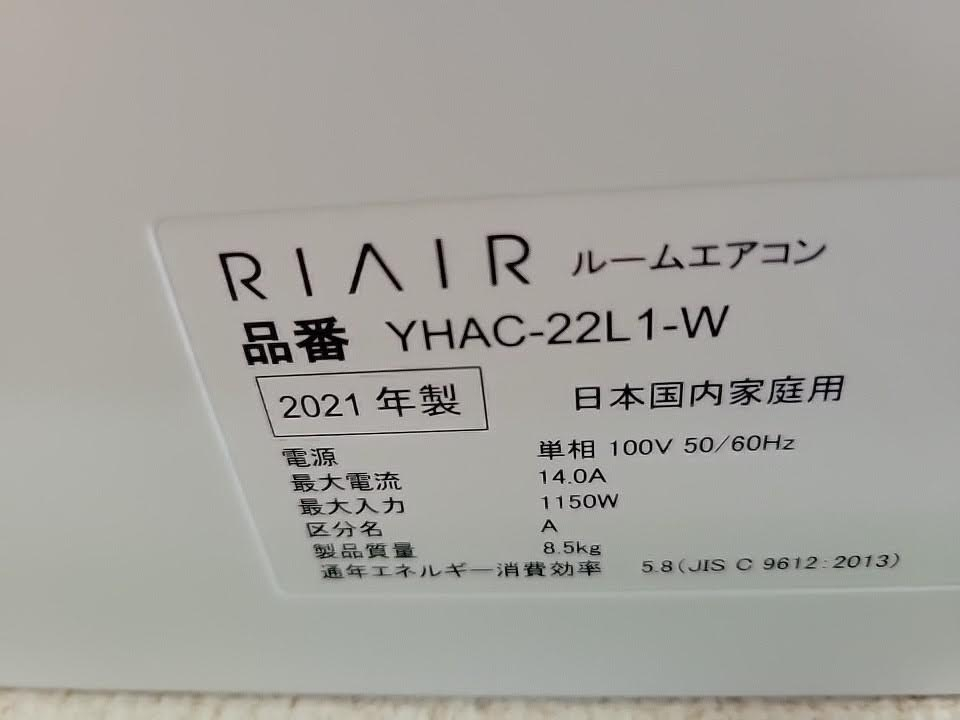 RIAIR ルームエアコン
品番 YHAC-22L1-W
2021 年製 日本国内家庭用
電源 単相 100V 50/60Hz
最大電流 14.0A
最大入力 1150W
区分名 A
製品質量 8.5kg
通年エネルギー消費効率 5.8(JIS C 9612:2013)